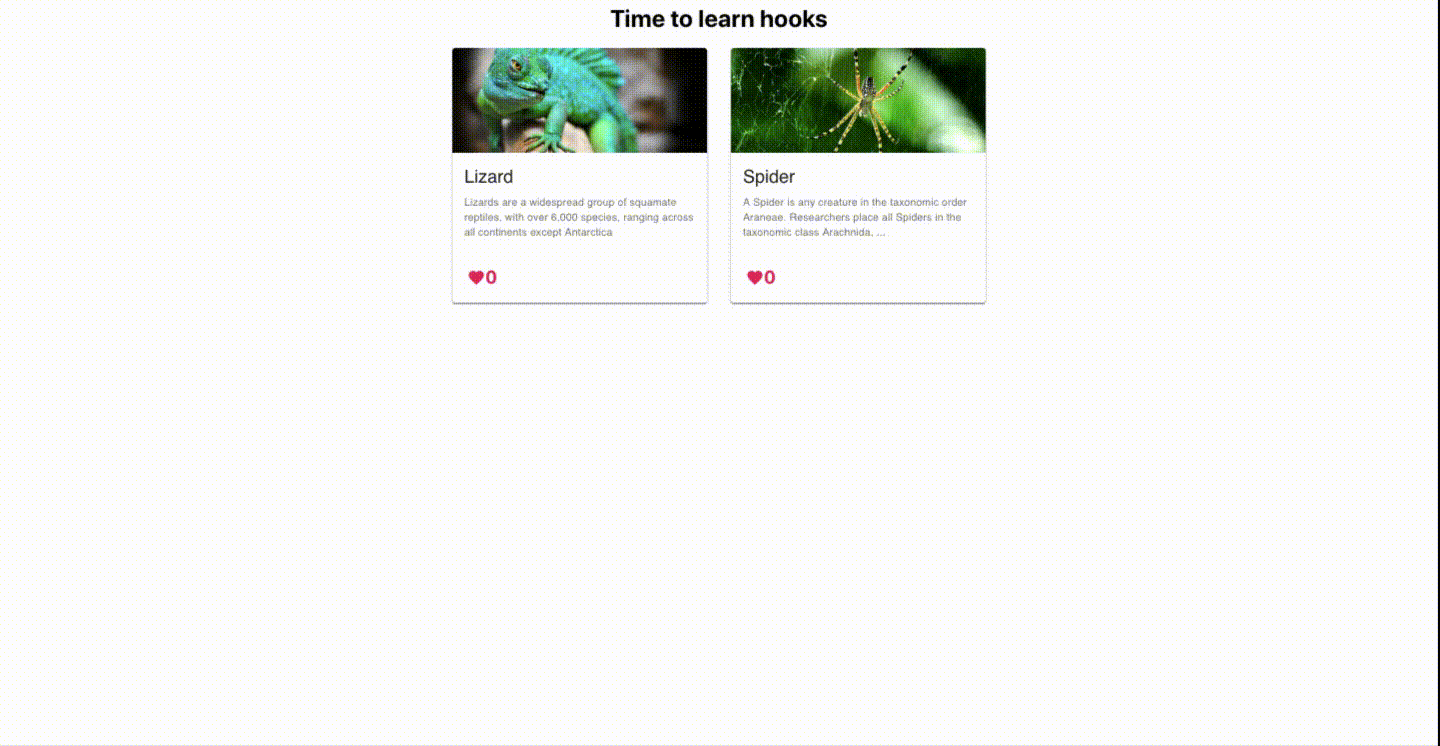 Time to learn hooks
Lizard
Lizards are a widespread group of squamate
reptiles, with over 6,000 species, ranging across
all continents except Antarctica
0
Spider
A Spider is any creature in the taxonomic order
Araneae. Researchers place all Spiders in the
taxonomic class Arachnida, ...
0